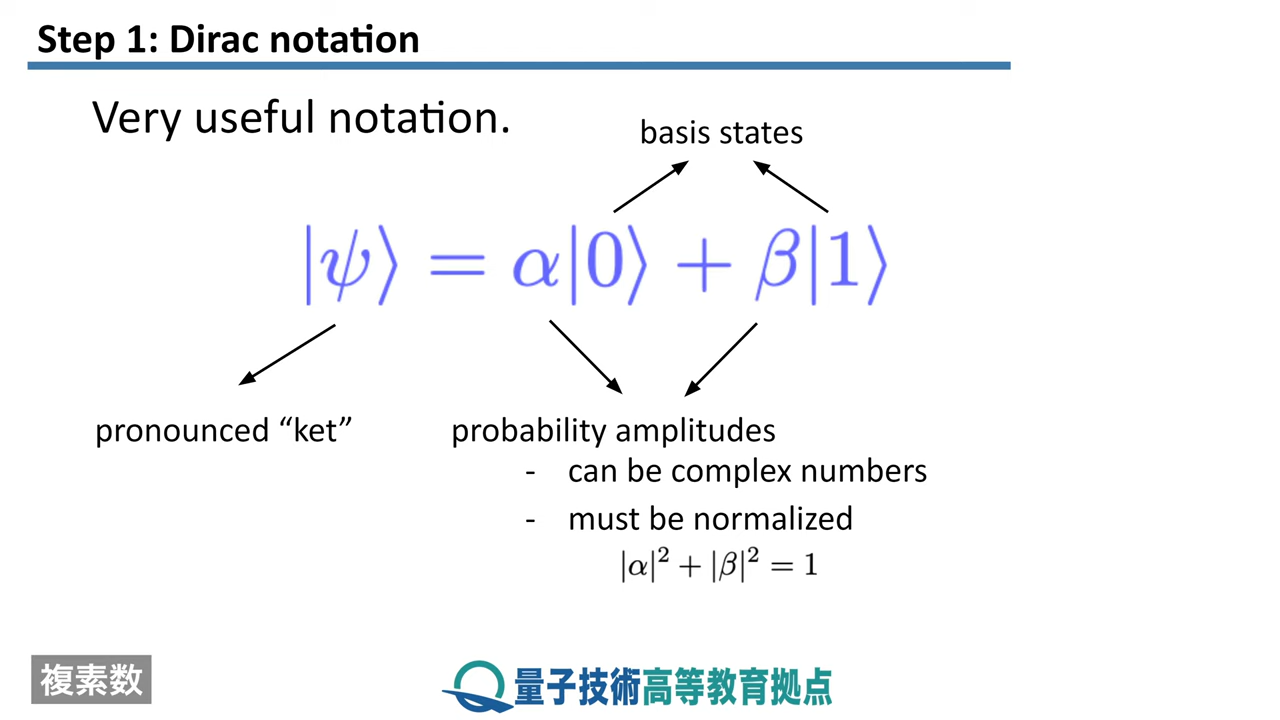 Step 1: Dirac notation
Very useful notation.
basis states
|ψ⟩ = α|0⟩ + β|1⟩
pronounced “ket”
probability amplitudes
- can be complex numbers
- must be normalized
|α|² + |β|² = 1
複素数
量子技術高等教育拠点